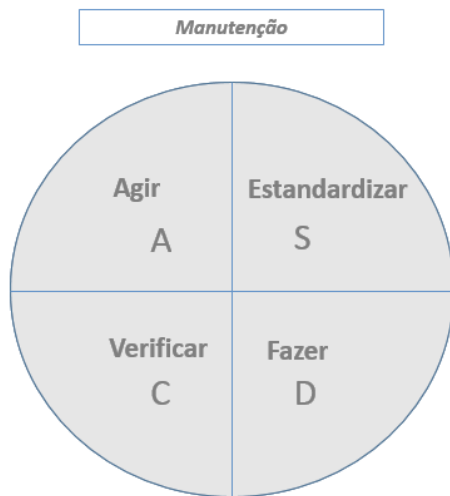 Manutenção
Agir
Estandardizar
A
S
Verificar
Fazer
C
D